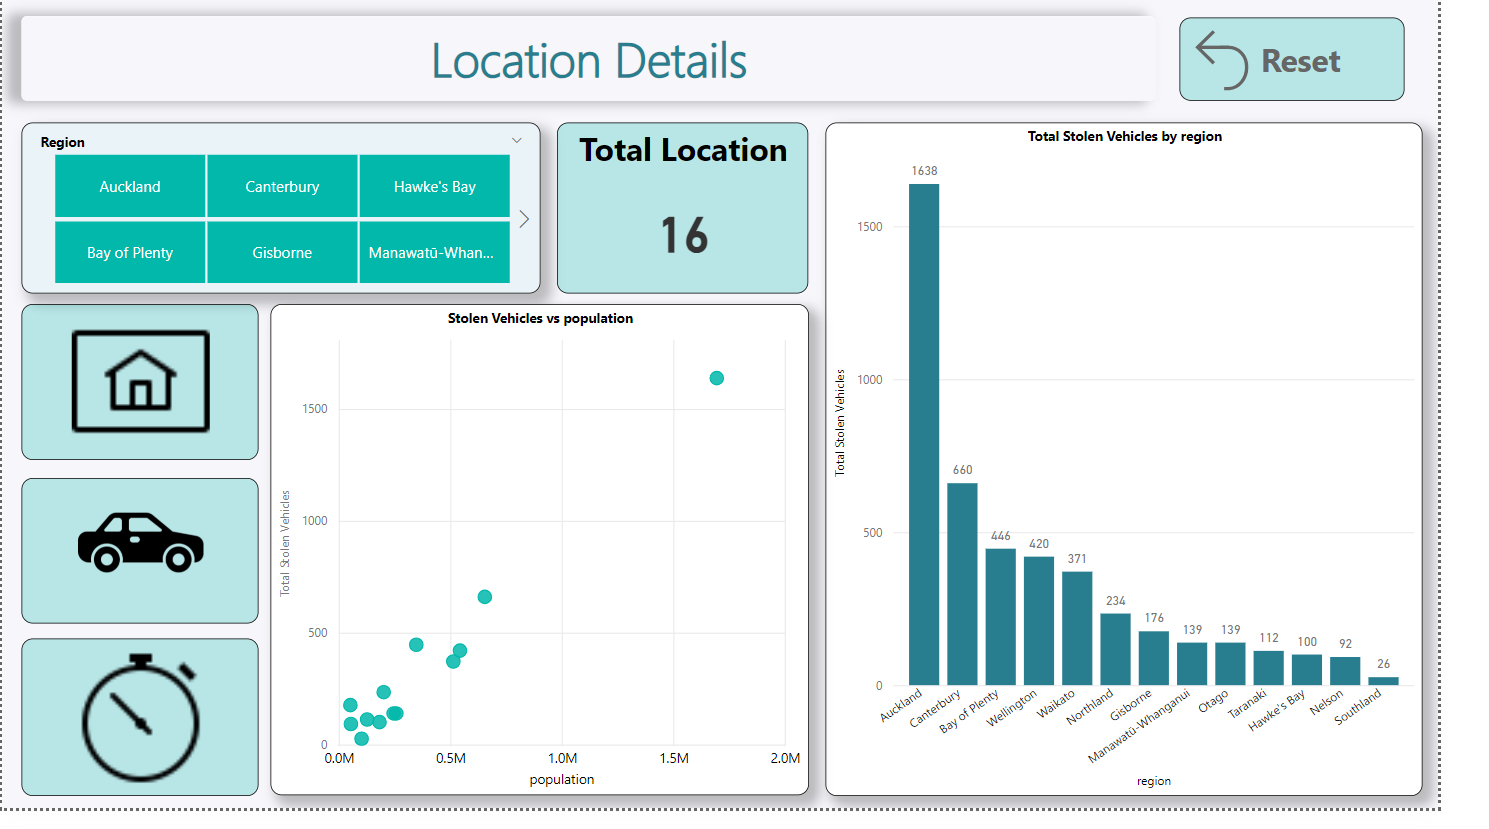 Location Details
Reset
Region
Auckland
Canterbury
Hawke's Bay
Bay of Plenty
Gisborne
Manawatū-Whan...
Total Location
16
Stolen Vehicles vs population
Total Stolen Vehicles
1500
1000
500
0
0.0M
0.5M
1.0M
1.5M
2.0M
population
Total Stolen Vehicles by region
Total Stolen Vehicles
1500
1000
500
0
1638
660
446
420
371
234
176
139
139
112
100
92
26
Auckland
Canterbury
Bay of Plenty
Wellington
Waikato
Northland
Gisborne
Manawatū-Whanganui
Otago
Taranaki
Hawke's Bay
Nelson
Southland
region